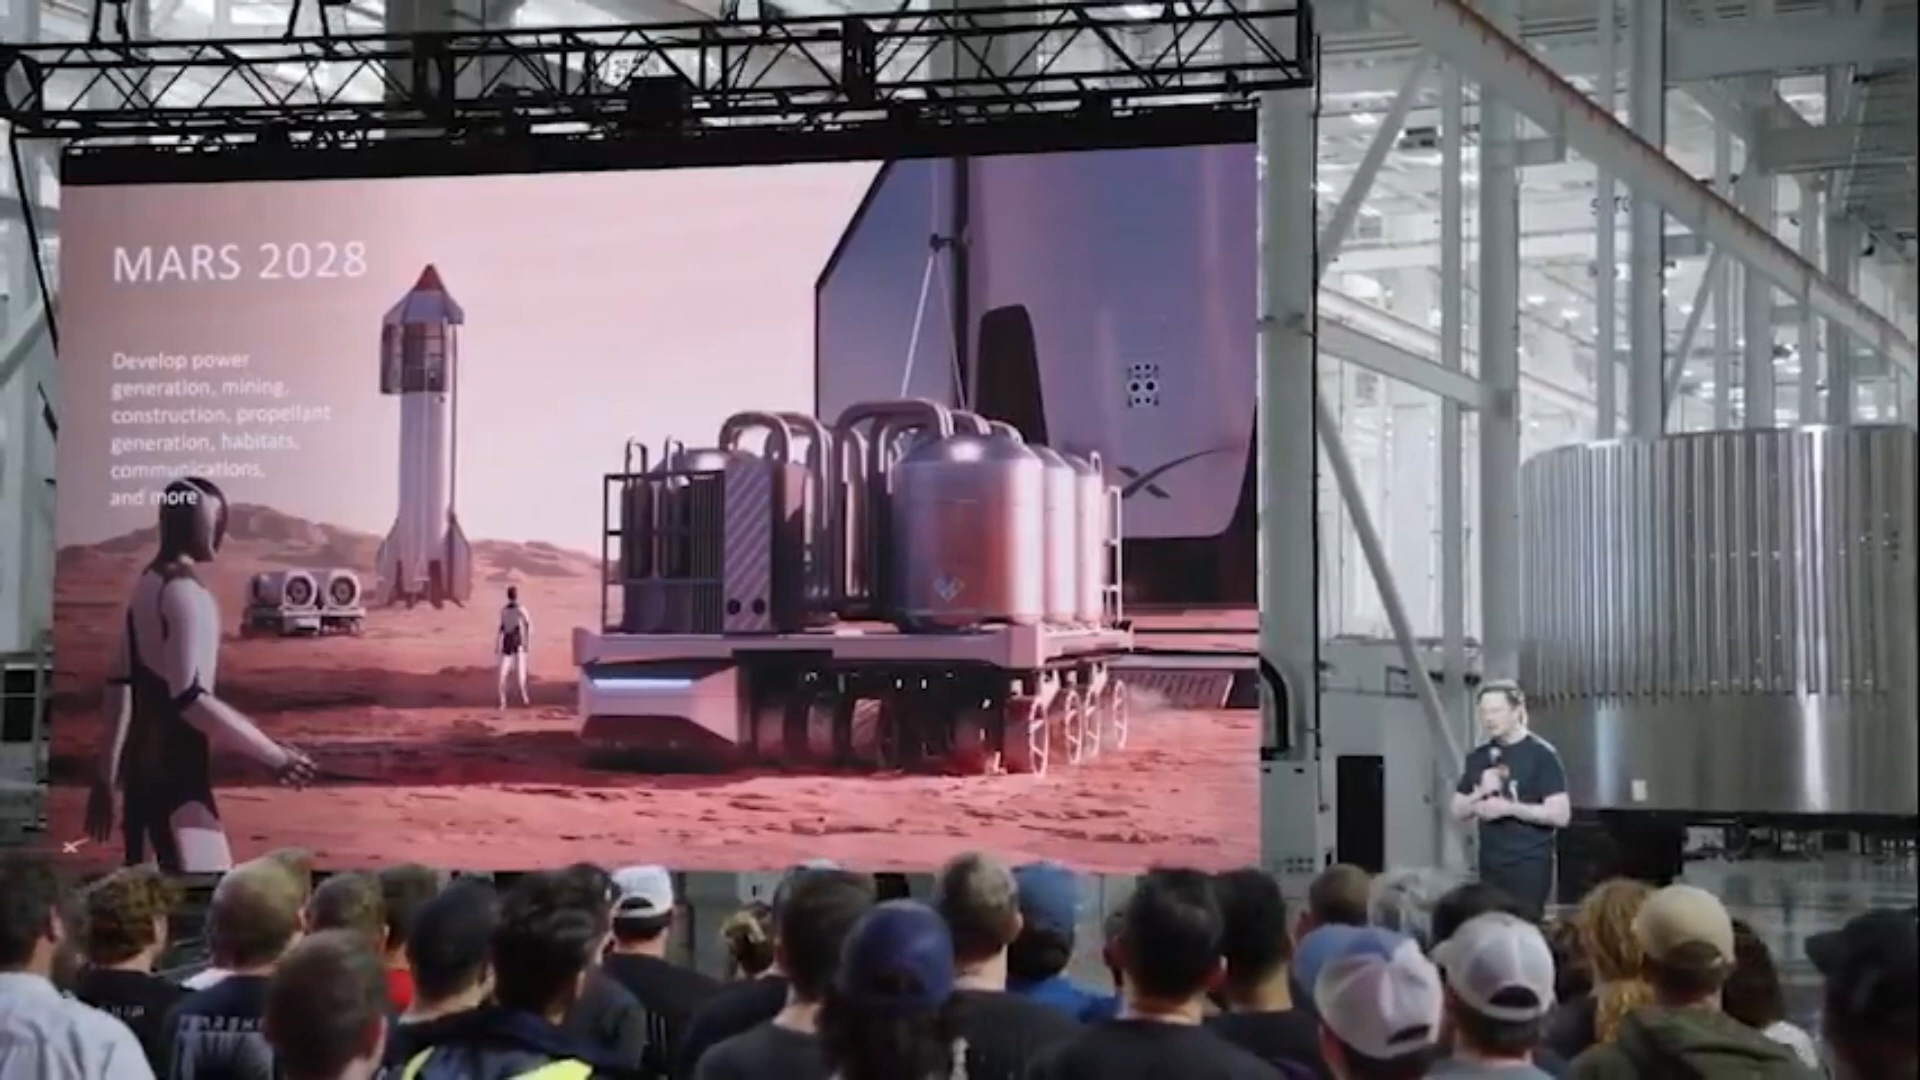 MARS 2028
Develop power
generation, mining,
construction, propellant
generation, habitats,
communications,
and more